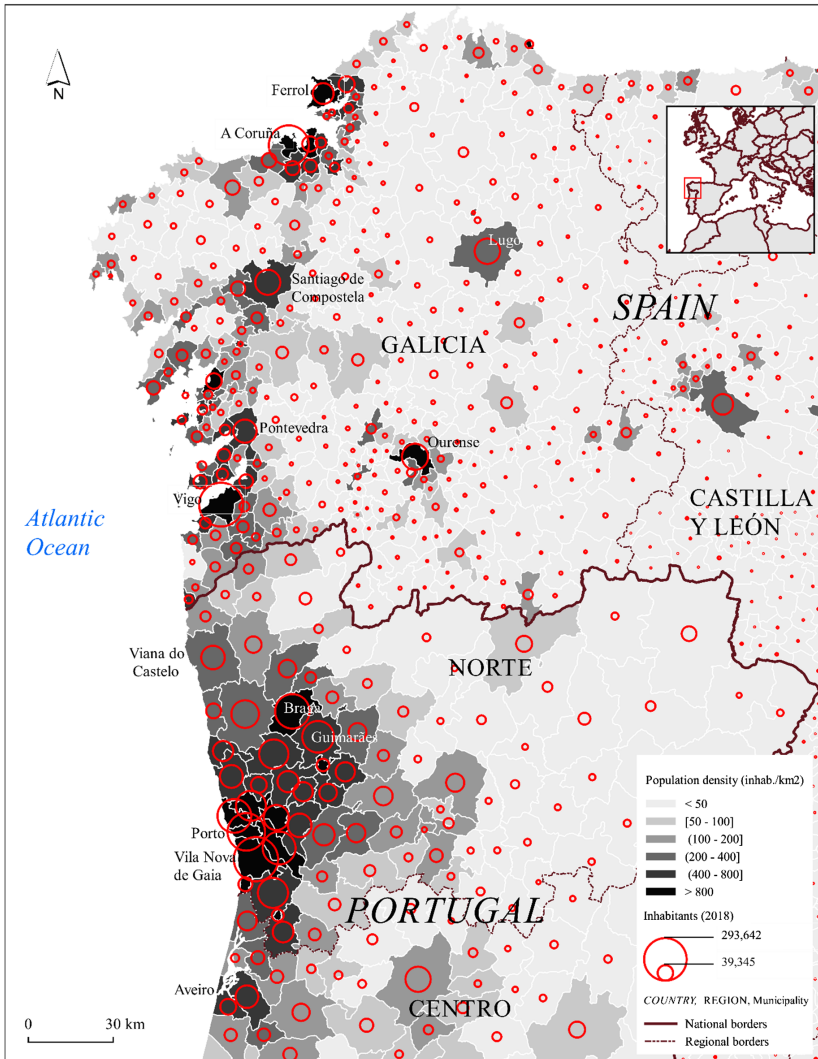 N
Ferrol
A Coruña
Lugo
Santiago de
Compostela
SPAIN
GALICIA
Pontevedra
Ourense
Vigo
CASTILLA
Y LEÓN
Atlantic
Ocean
Viana do
Castelo
NORTE
Braga
Guimarães
Porto
Vila Nova
de Gaia
PORTUGAL
Aveiro
CENTRO
0 30 km
Population density (inhab./km2)
< 50
[50 - 100]
(100 - 200]
(200 - 400]
(400 - 800]
> 800
Inhabitants (2018)
293,642
39,345
COUNTRY, REGION, Municipality
National borders
Regional borders